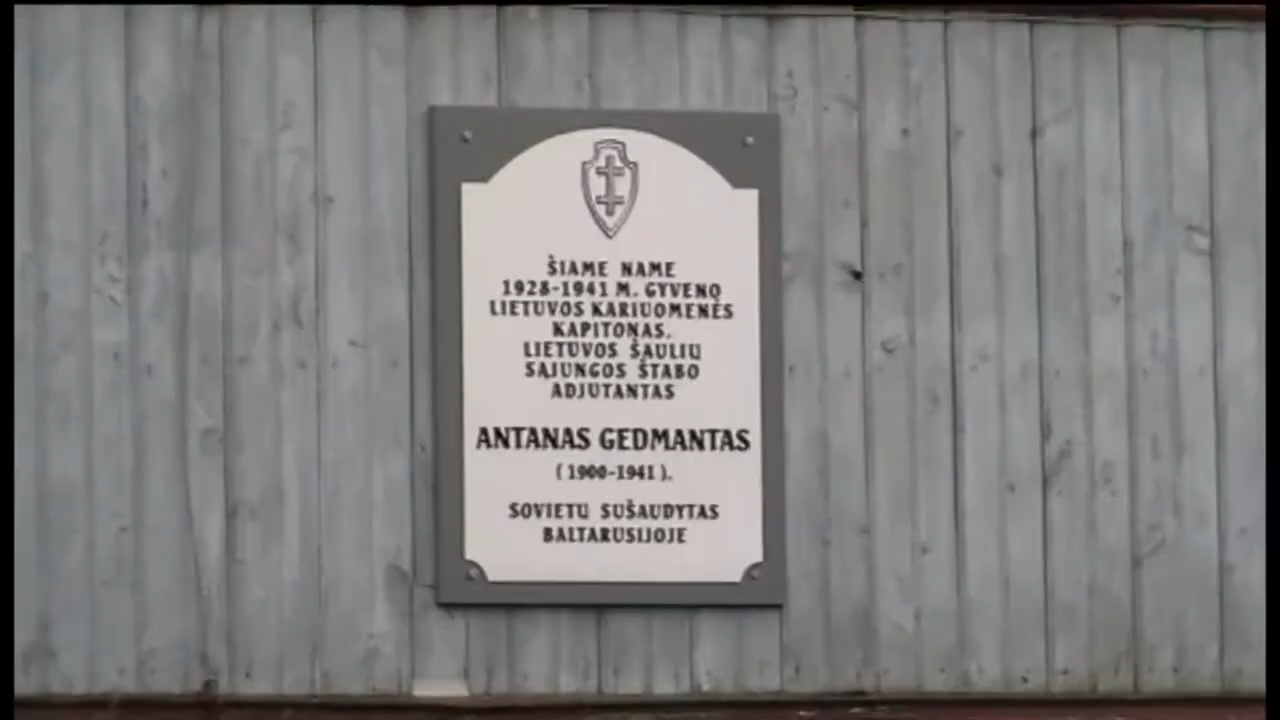 ŠIAME NAME
1928-1941 M. GYVENO
LIETUVOS KARIUOMENĖS
KAPITONAS,
LIETUVOS ŠAULIŲ
SĄJUNGOS ŠTABO
ADJUTANTAS
ANTANAS GEDMANTAS
(1900-1941).
SOVIETŲ SUŠAUDYTAS
BALTARUSIJOJE